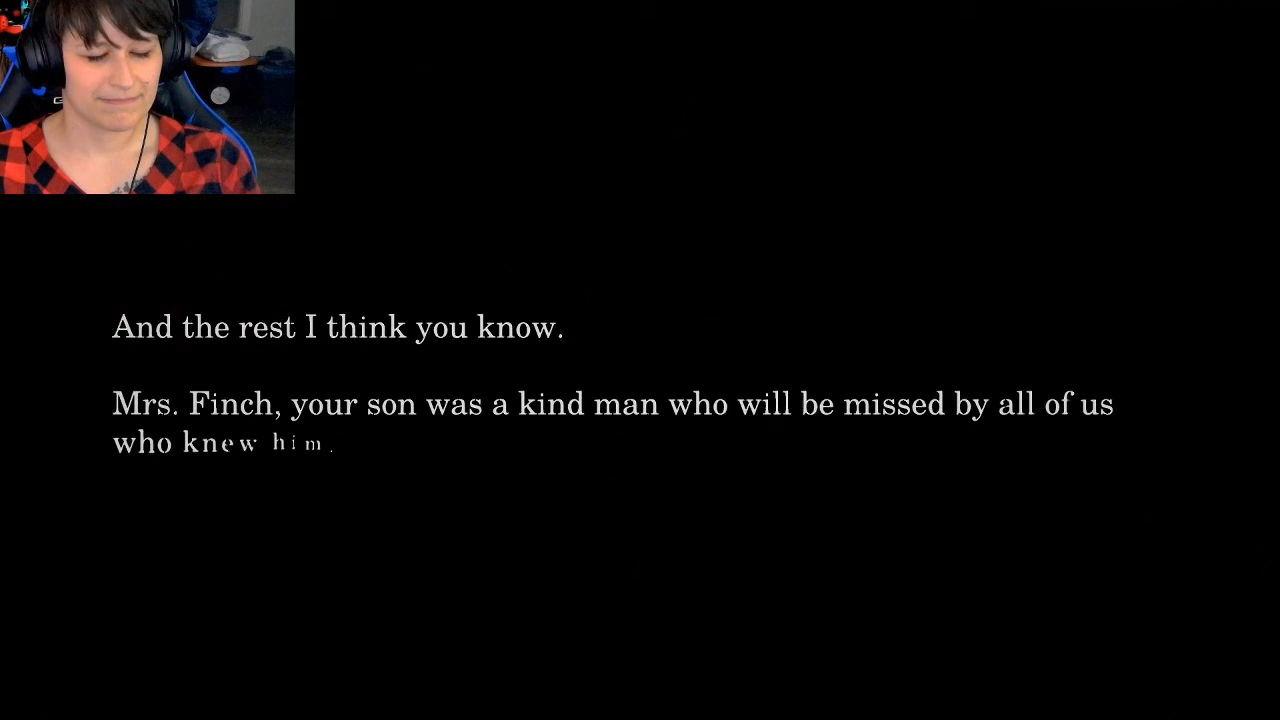 And the rest I think you know.
Mrs. Finch, your son was a kind man who will be missed by all of us
who knew him.